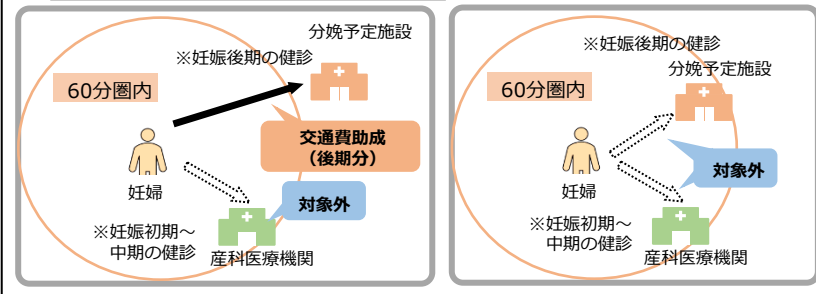 分娩予定施設
※妊娠後期の健診
60分圏内
交通費助成
（後期分）
妊婦
対象外
※妊娠初期～
中期の健診
産科医療機関
※妊娠後期の健診
分娩予定施設
60分圏内
対象外
妊婦
※妊娠初期～
中期の健診
産科医療機関